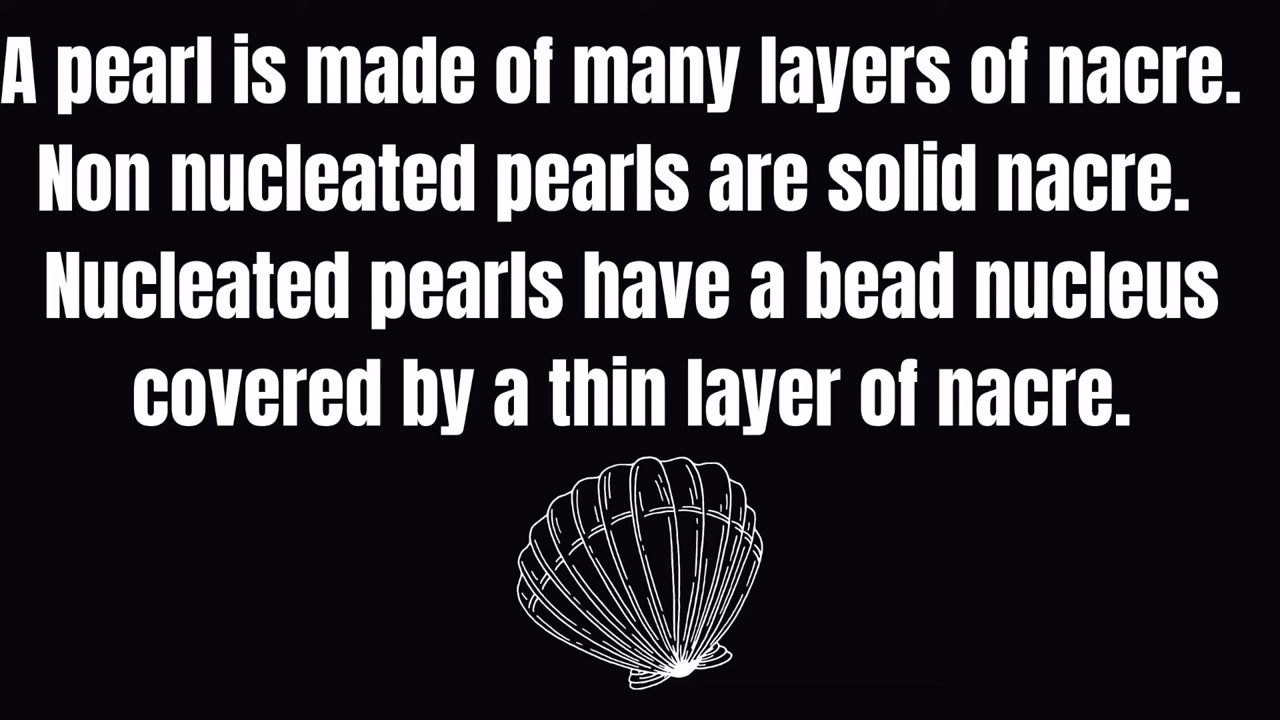 A pearl is made of many layers of nacre.
Non nucleated pearls are solid nacre.
Nucleated pearls have a bead nucleus
covered by a thin layer of nacre.